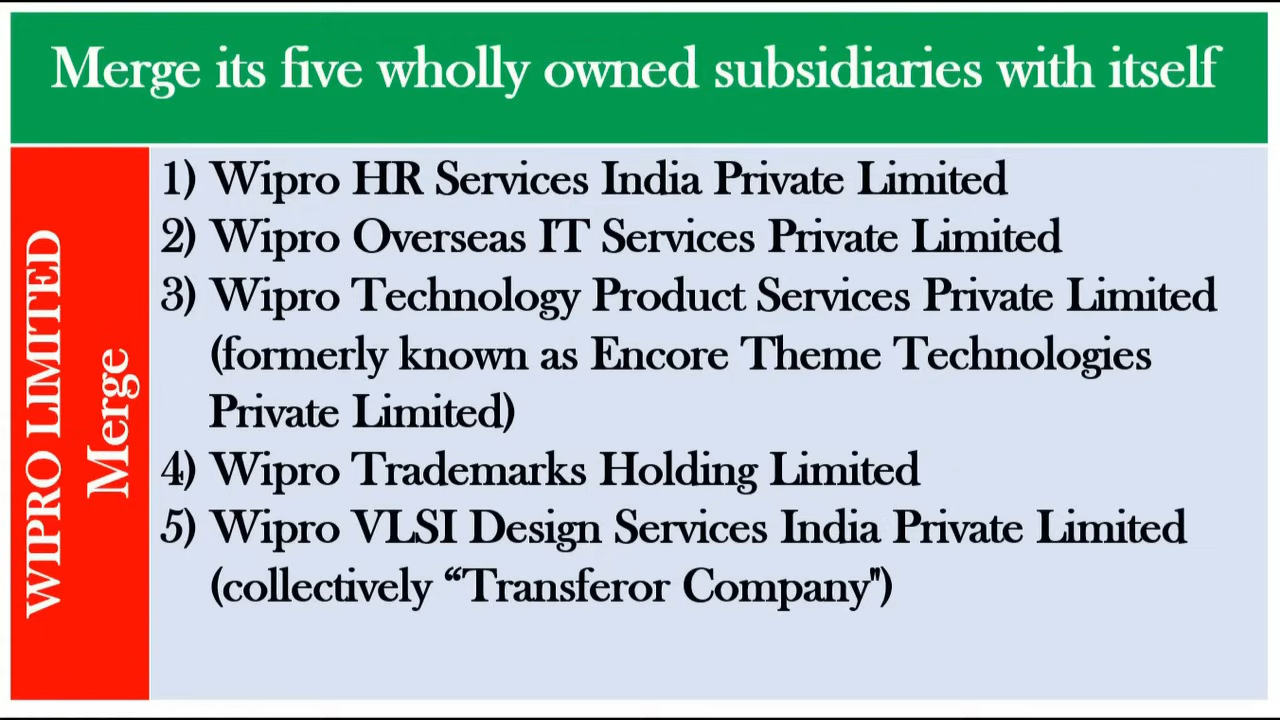 Merge its five wholly owned subsidiaries with itself
WIPRO LIMITED
Merge
1) Wipro HR Services India Private Limited
2) Wipro Overseas IT Services Private Limited
3) Wipro Technology Product Services Private Limited
(formerly known as Encore Theme Technologies
Private Limited)
4) Wipro Trademarks Holding Limited
5) Wipro VLSI Design Services India Private Limited
(collectively “Transferor Company")